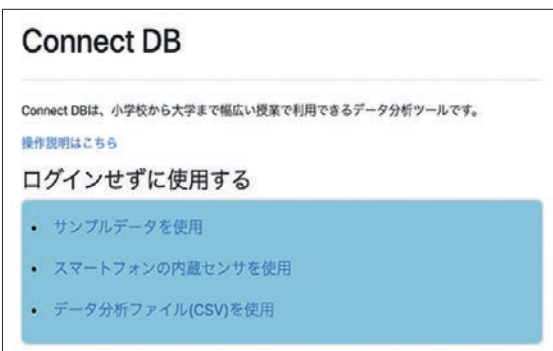 Connect DB
Connect DBは、小学校から大学まで幅広い授業で利用できるデータ分析ツールです。
操作説明はこちら
ログインせずに使用する
• サンプルデータを使用
• スマートフォンの内蔵センサを使用
• データ分析ファイル(CSV)を使用